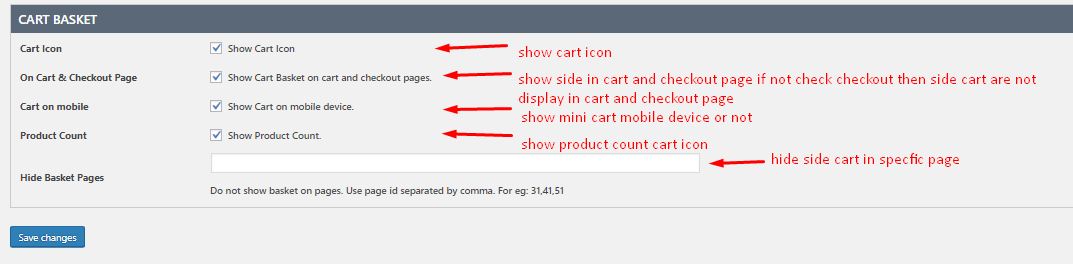 CART BASKET
Cart Icon
Show Cart Icon
show cart icon
On Cart & Checkout Page
Show Cart Basket on cart and checkout pages.
show side in cart and checkout page if not check checkout then side cart are not
display in cart and checkout page
Cart on mobile
Show Cart on mobile device.
show mini cart mobile device or not
Product Count
Show Product Count.
show product count cart icon
hide side cart in specfic page
Hide Basket Pages
Do not show basket on pages. Use page id separated by comma. For eg: 31,41,51
Save changes